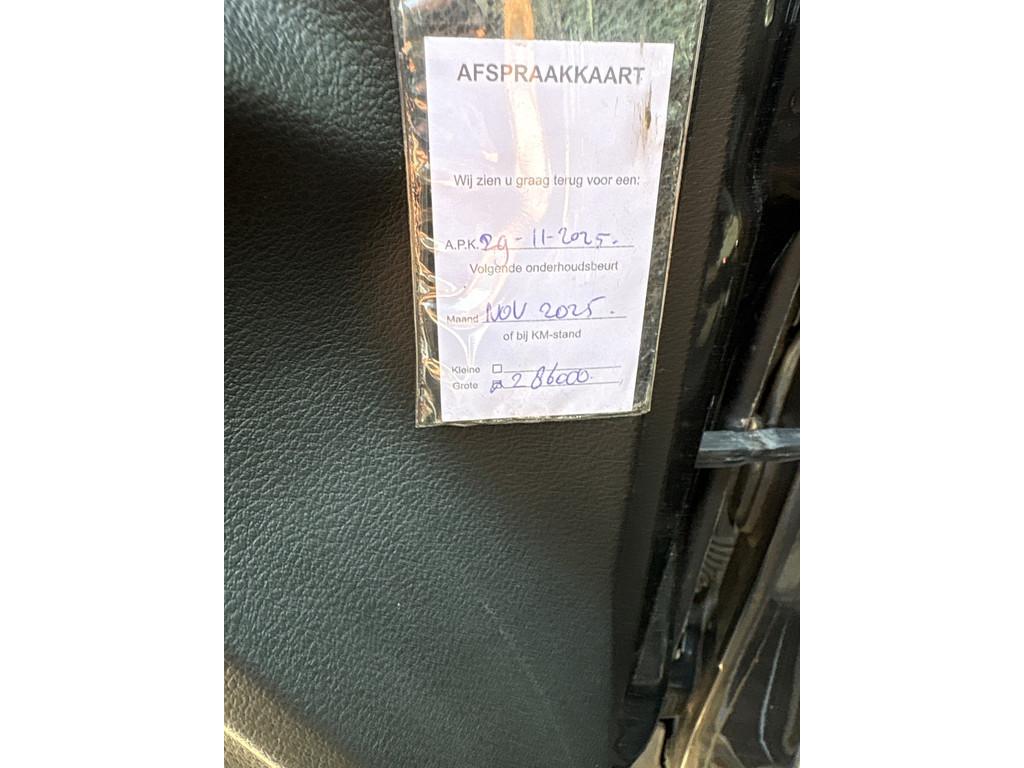 AFSPRAAKKAART
Wij zien u graag terug voor een:
A.P.K. 29-11-2025.
Volgende onderhoudsbeurt
Maand NOV 2025.
of bij KM-stand
Kleine
Grote 286000.